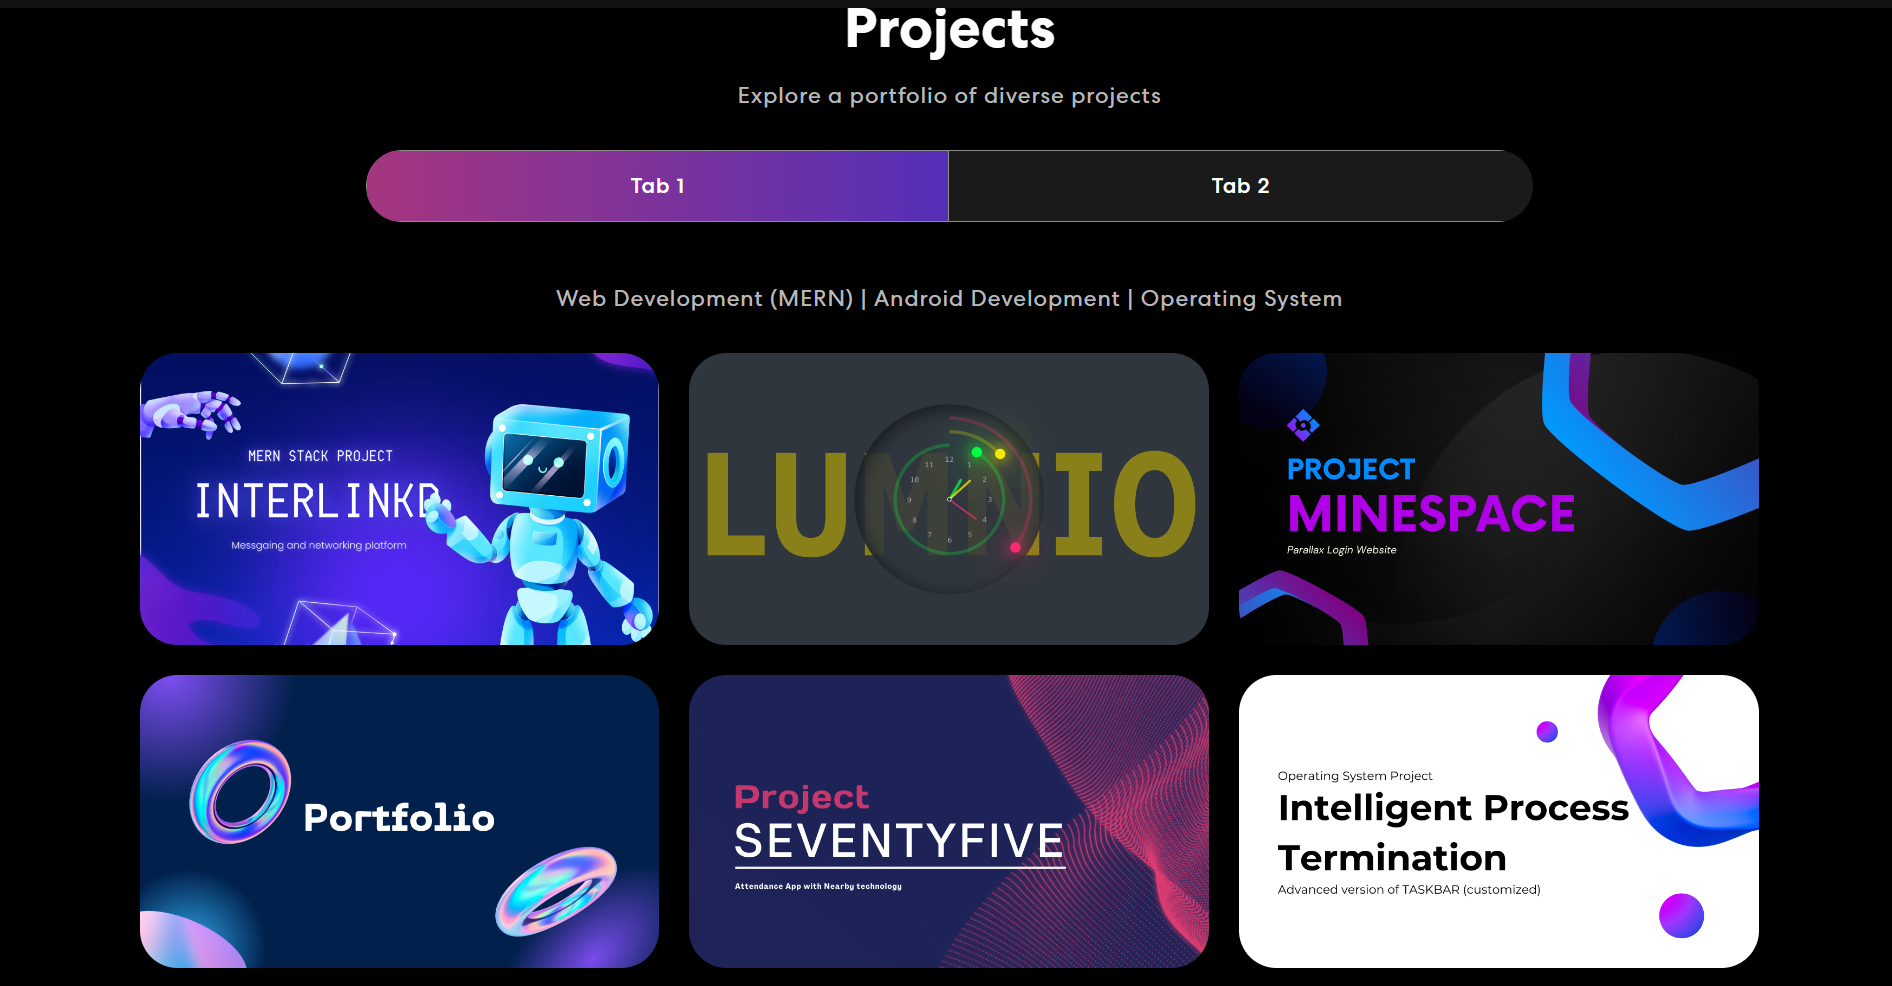 Projects
Explore a portfolio of diverse projects
Tab 1
Tab 2
Web Development (MERN) | Android Development | Operating System
MERN STACK PROJECT
INTERLINKD
Messgaing and networking platform
LUMINIO
12
1
2
3
4
5
6
7
8
9
10
11
PROJECT
MINESPACE
Parallax Login Website
Portfolio
Project
SEVENTYFIVE
Attendance App with Nearby technology
Operating System Project
Intelligent Process
Termination
Advanced version of TASKBAR (customized)